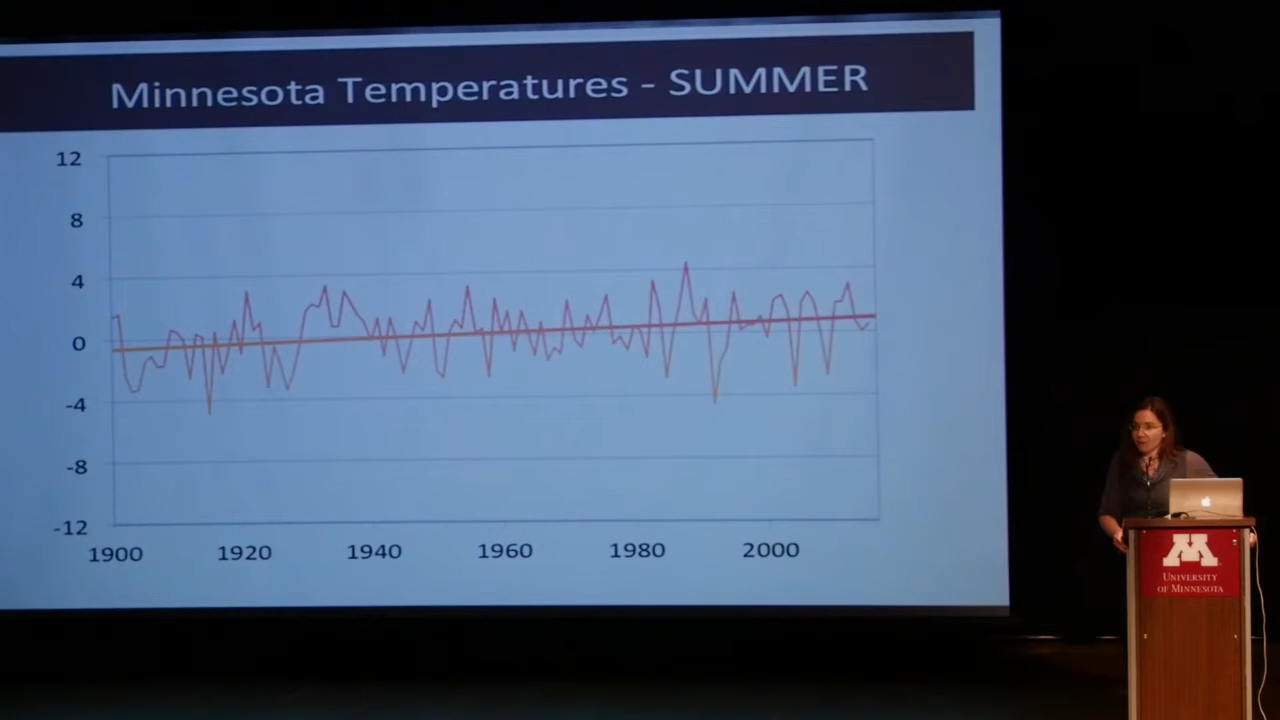 Minnesota Temperatures - SUMMER
12
8
4
0
-4
-8
-12
1900 1920 1940 1960 1980 2000
M
UNIVERSITY
OF MINNESOTA